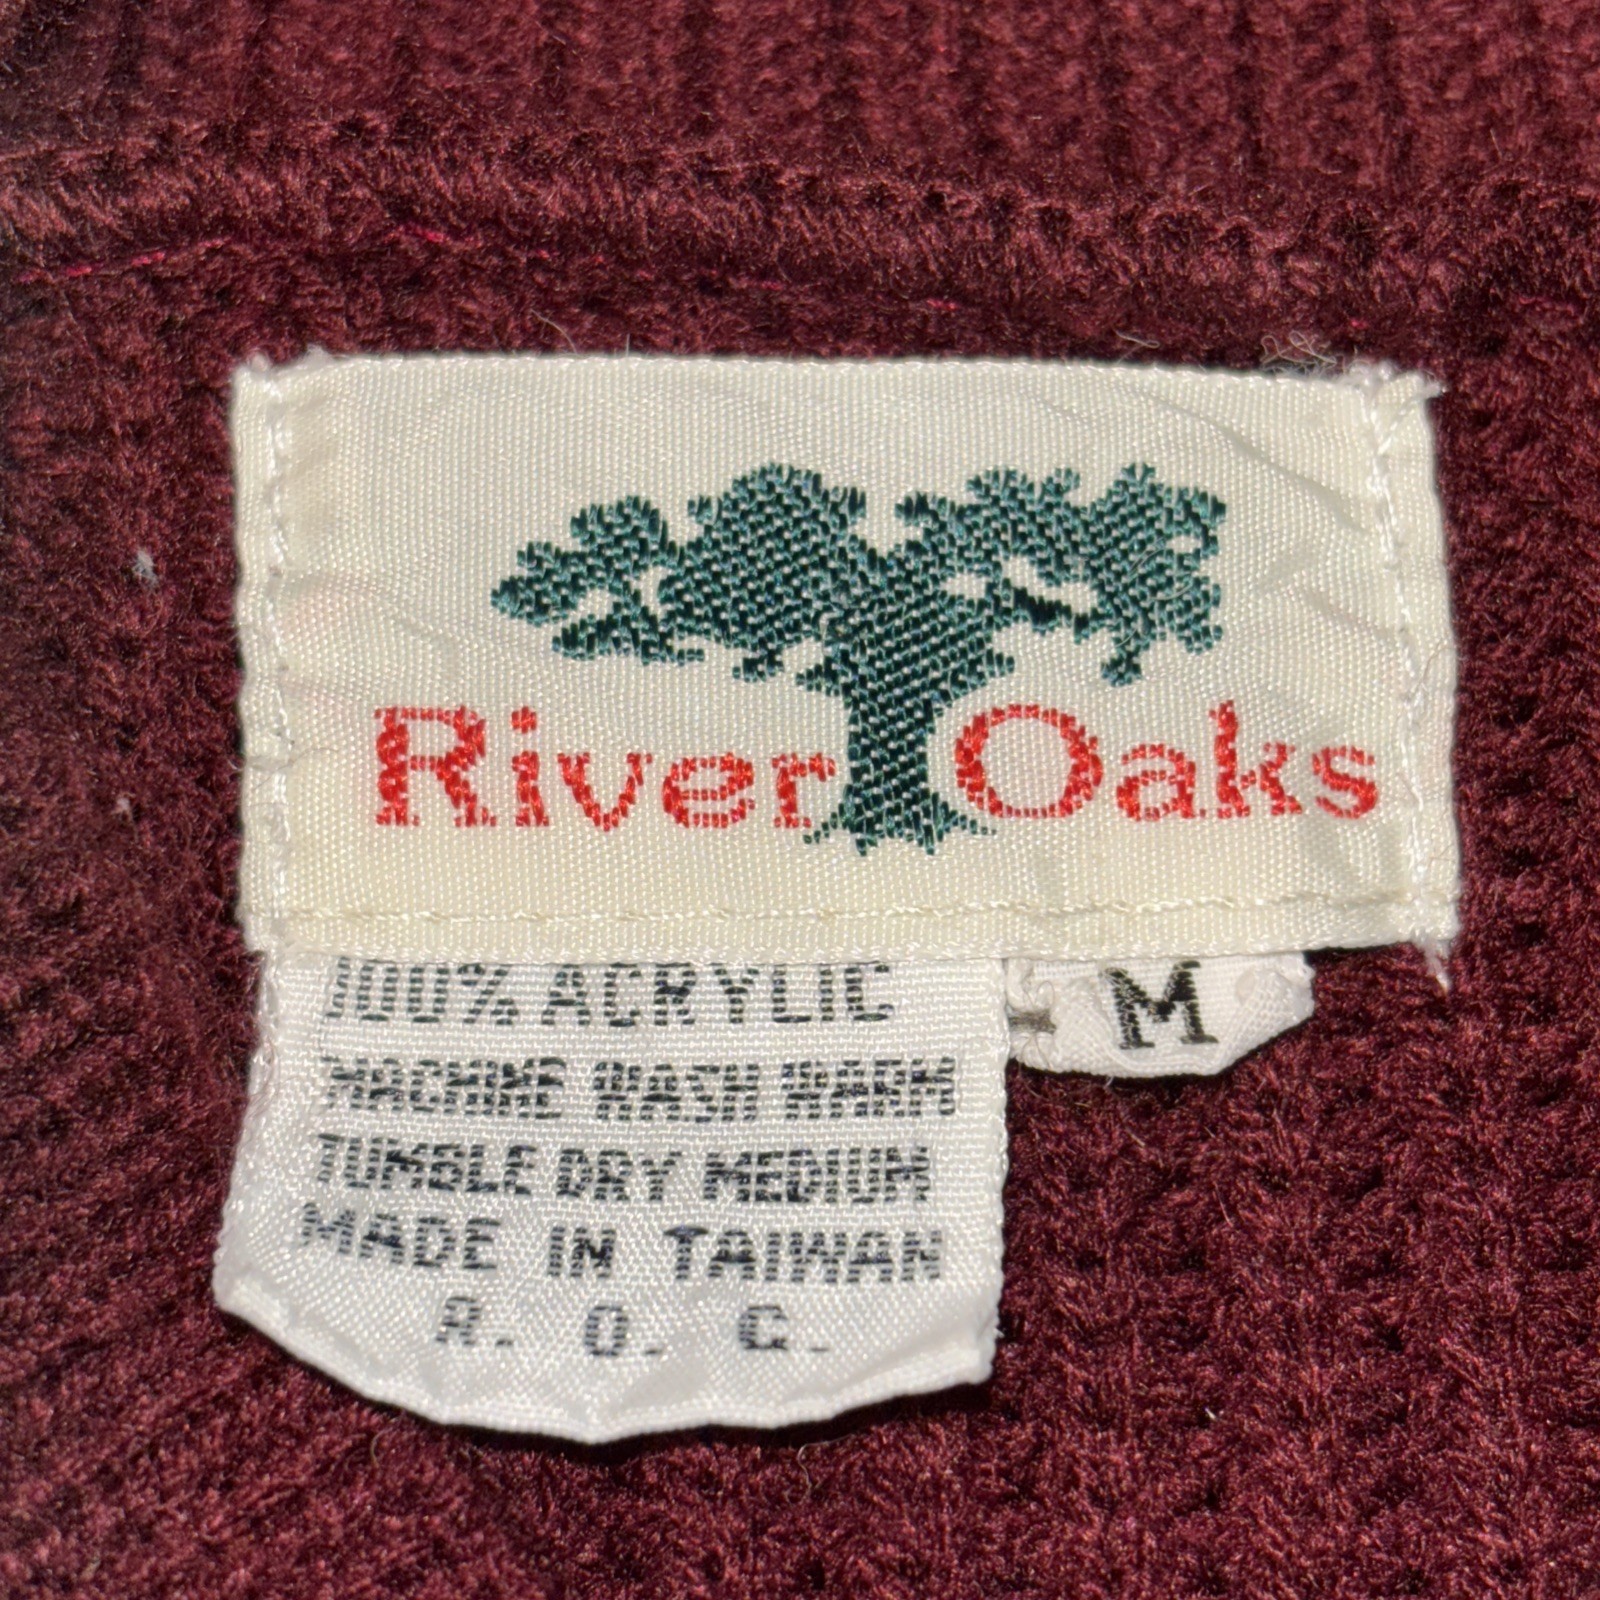 River Oaks
100% ACRYLIC
MACHINE WASH WARM
TUMBLE DRY MEDIUM
MADE IN TAIWAN
R. O. C.
M